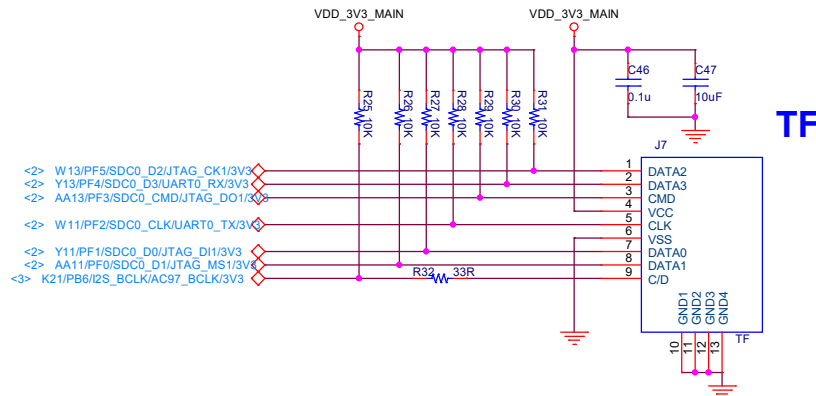 VDD_3V3_MAIN
VDD_3V3_MAIN
R25 10K
R26 10K
R27 10K
R28 10K
R29 10K
R30 10K
R31 10K
C46
0.1u
C47
10uF
TF
J7
<2> W13/PF5/SDC0_D2/JTAG_CK1/3V3
1 DATA2
<2> Y13/PF4/SDC0_D3/UART0_RX/3V3
2 DATA3
<2> AA13/PF3/SDC0_CMD/JTAG_DO1/3V3
3 CMD
4 VCC
<2> W11/PF2/SDC0_CLK/UART0_TX/3V3
5 CLK
6 VSS
<2> Y11/PF1/SDC0_D0/JTAG_DI1/3V3
7 DATA0
<2> AA11/PF0/SDC0_D1/JTAG_MS1/3V3
8 DATA1
<3> K21/PB6/I2S_BCLK/AC97_BCLK/3V3
R32 33R
9 C/D
GND1
GND2
GND3
GND4
10
11
12
13
TF